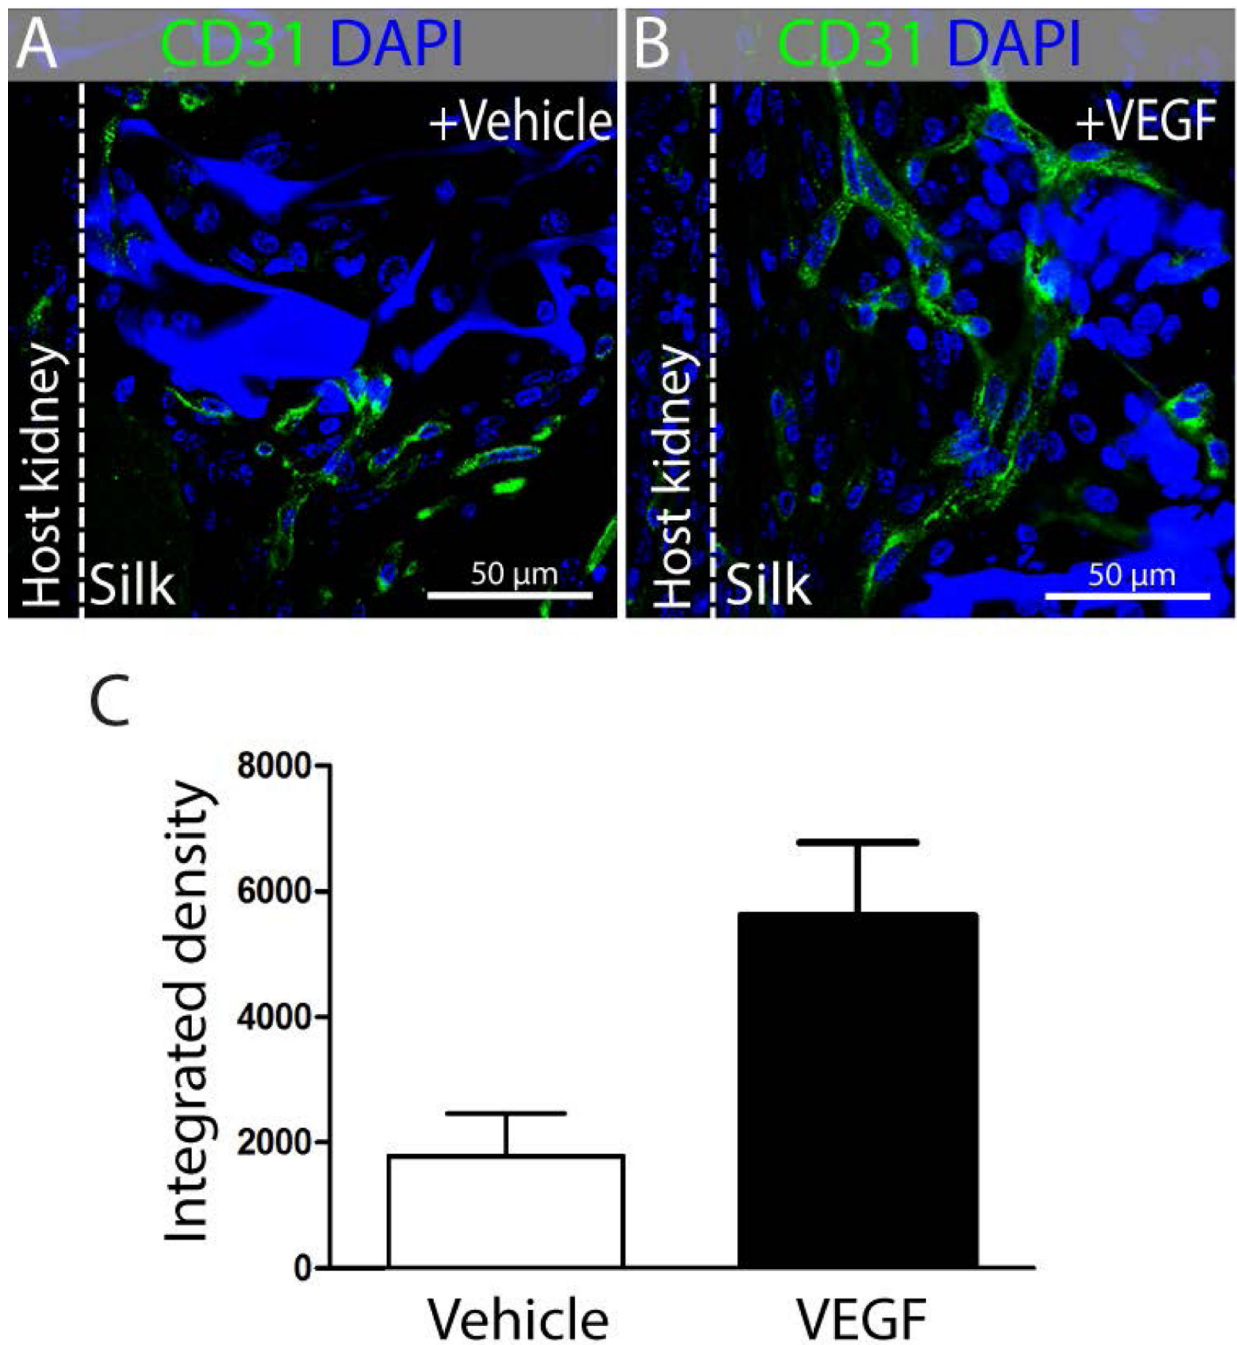 A CD31 DAPI
+Vehicle
Host kidney
Silk
50 µm
B CD31 DAPI
+VEGF
Host kidney
Silk
50 µm
C
Integrated density
8000
6000
4000
2000
0
Vehicle VEGF